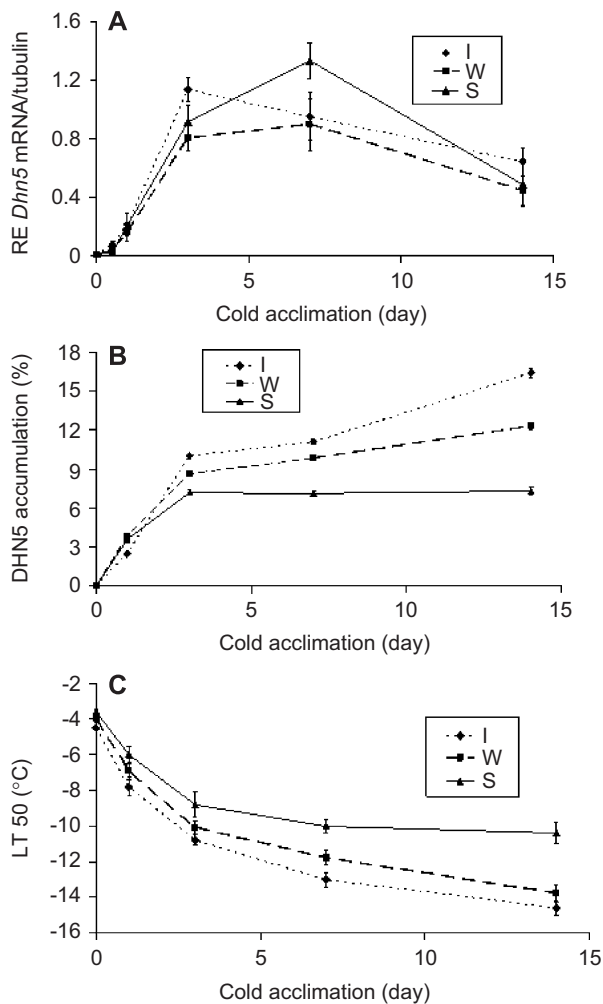 A
RE Dhn5 mRNA/tubulin
1.6
1.2
0.8
0.4
0
I
W
S
0 5 10 15
Cold acclimation (day)
B
DHN5 accumulation (%)
18
15
12
9
6
3
0
I
W
S
0 5 10 15
Cold acclimation (day)
C
LT 50 (°C)
-2
-4
-6
-8
-10
-12
-14
-16
I
W
S
0 5 10 15
Cold acclimation (day)